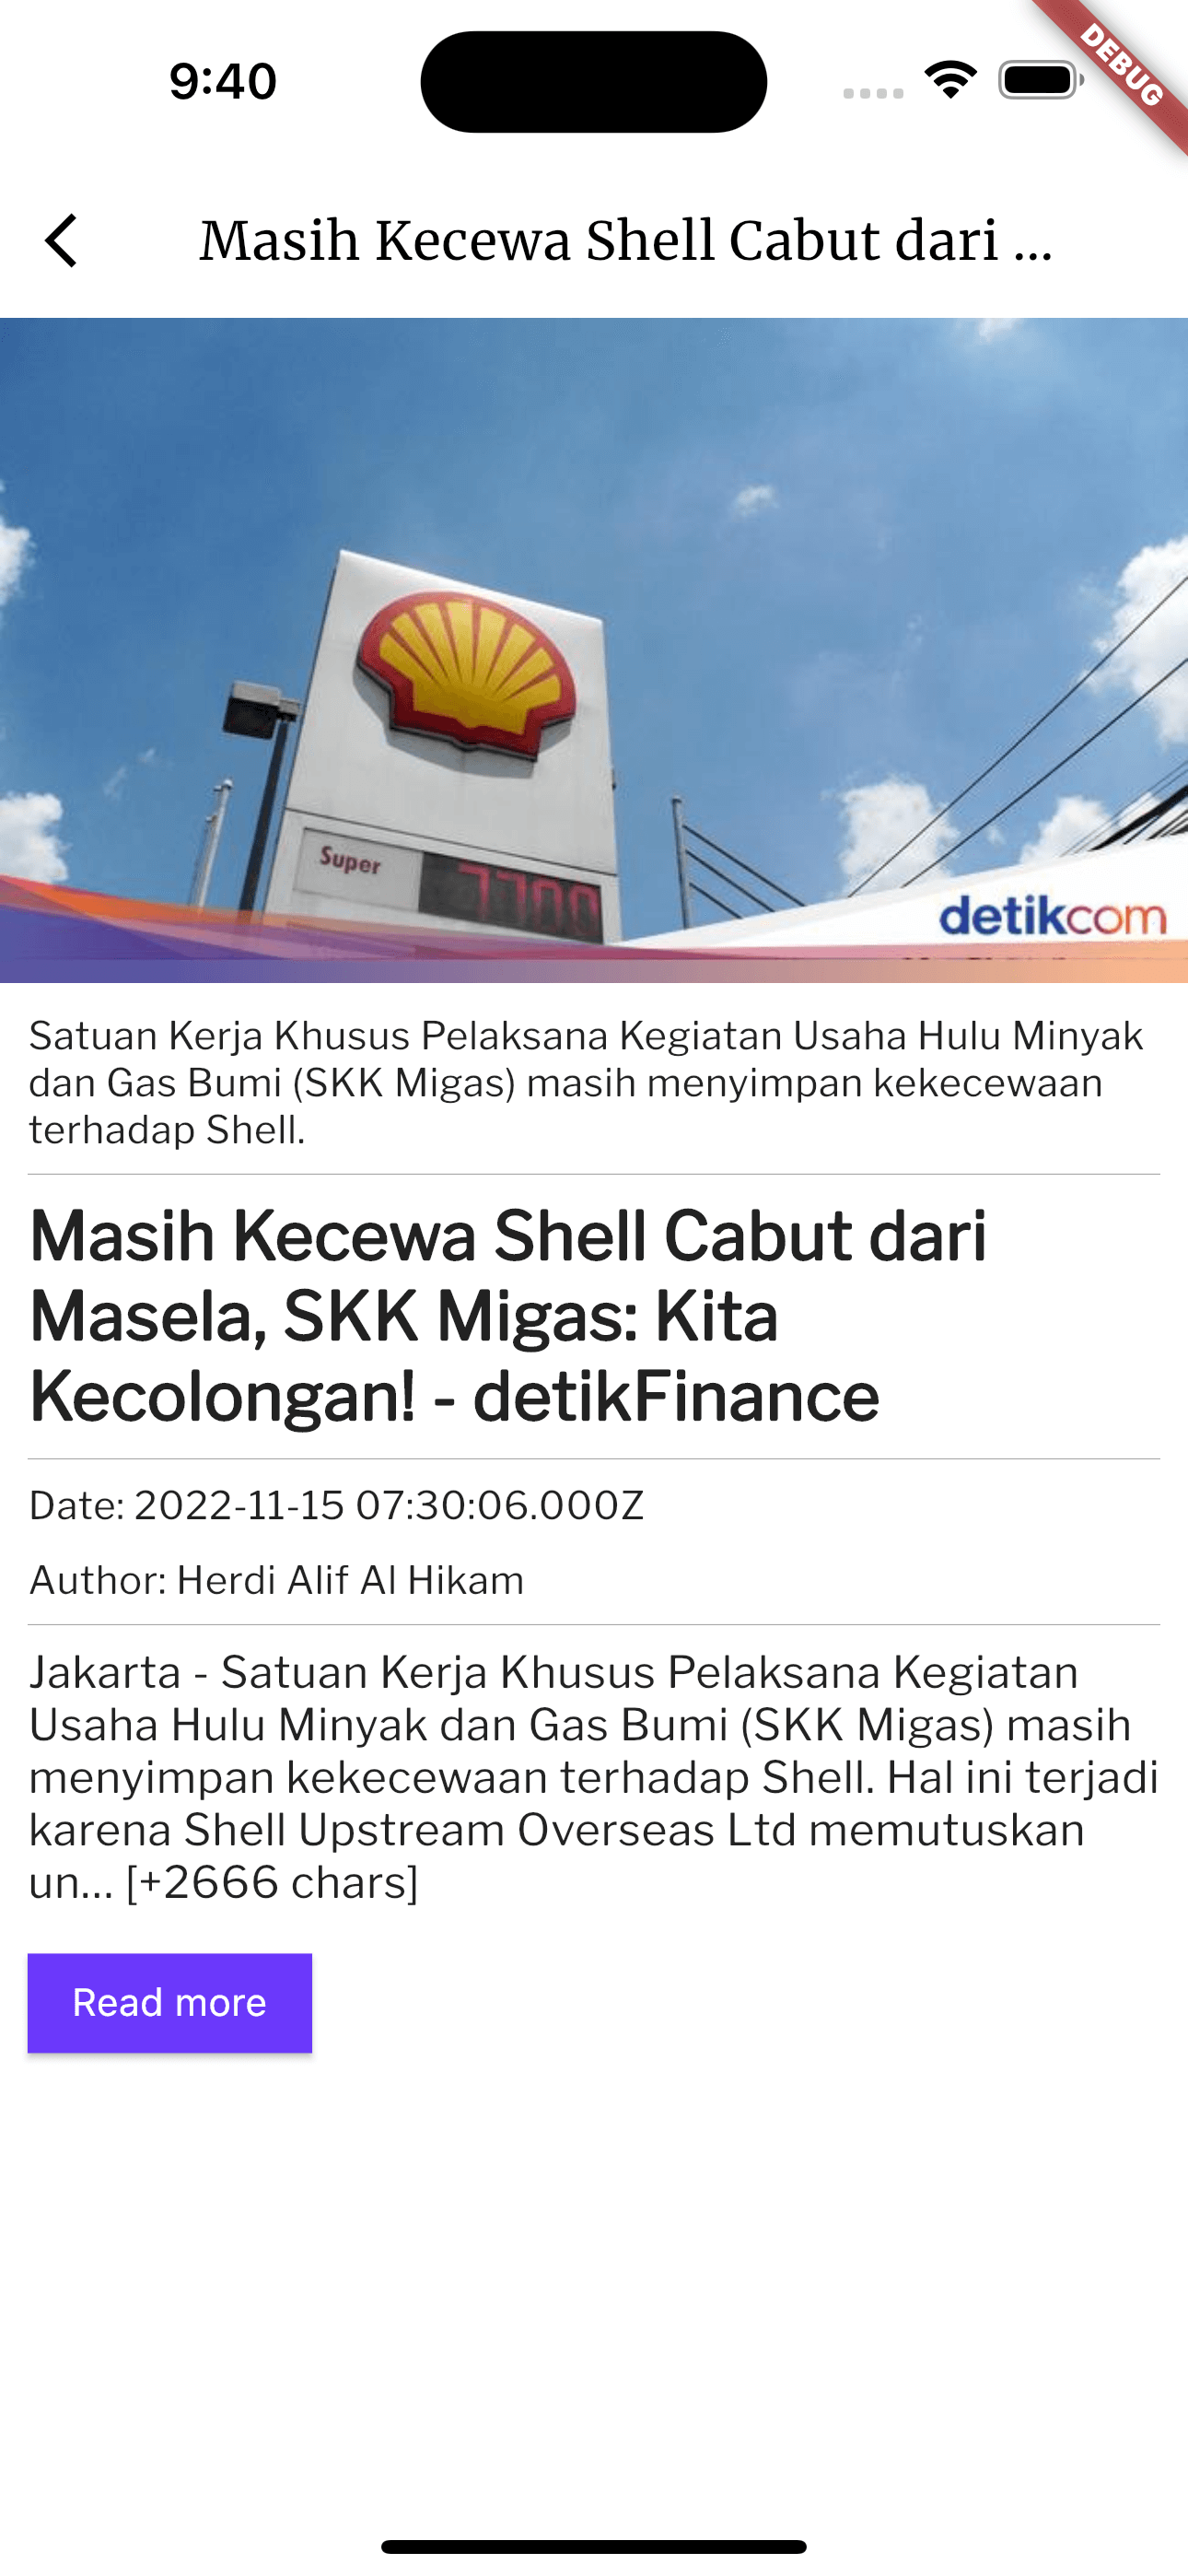 9:40
DEBUG
Masih Kecewa Shell Cabut dari ...
Super
7700
detikcom
Satuan Kerja Khusus Pelaksana Kegiatan Usaha Hulu Minyak
dan Gas Bumi (SKK Migas) masih menyimpan kekecewaan
terhadap Shell.
Masih Kecewa Shell Cabut dari
Masela, SKK Migas: Kita
Kecolongan! - detikFinance
Date: 2022-11-15 07:30:06.000Z
Author: Herdi Alif Al Hikam
Jakarta - Satuan Kerja Khusus Pelaksana Kegiatan
Usaha Hulu Minyak dan Gas Bumi (SKK Migas) masih
menyimpan kekecewaan terhadap Shell. Hal ini terjadi
karena Shell Upstream Overseas Ltd memutuskan
un... [+2666 chars]
Read more